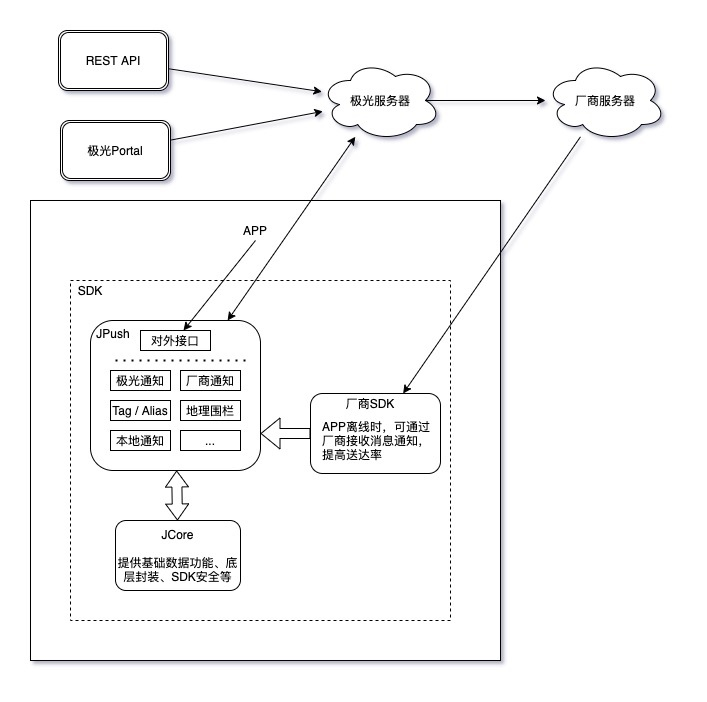 REST API
极光服务器
厂商服务器
极光Portal
APP
SDK
JPush
对外接口
极光通知
厂商通知
Tag / Alias
地理围栏
本地通知
...
厂商SDK
APP离线时，可通过
厂商接收消息通知，
提高送达率
JCore
提供基础数据功能、底
层封装、SDK安全等